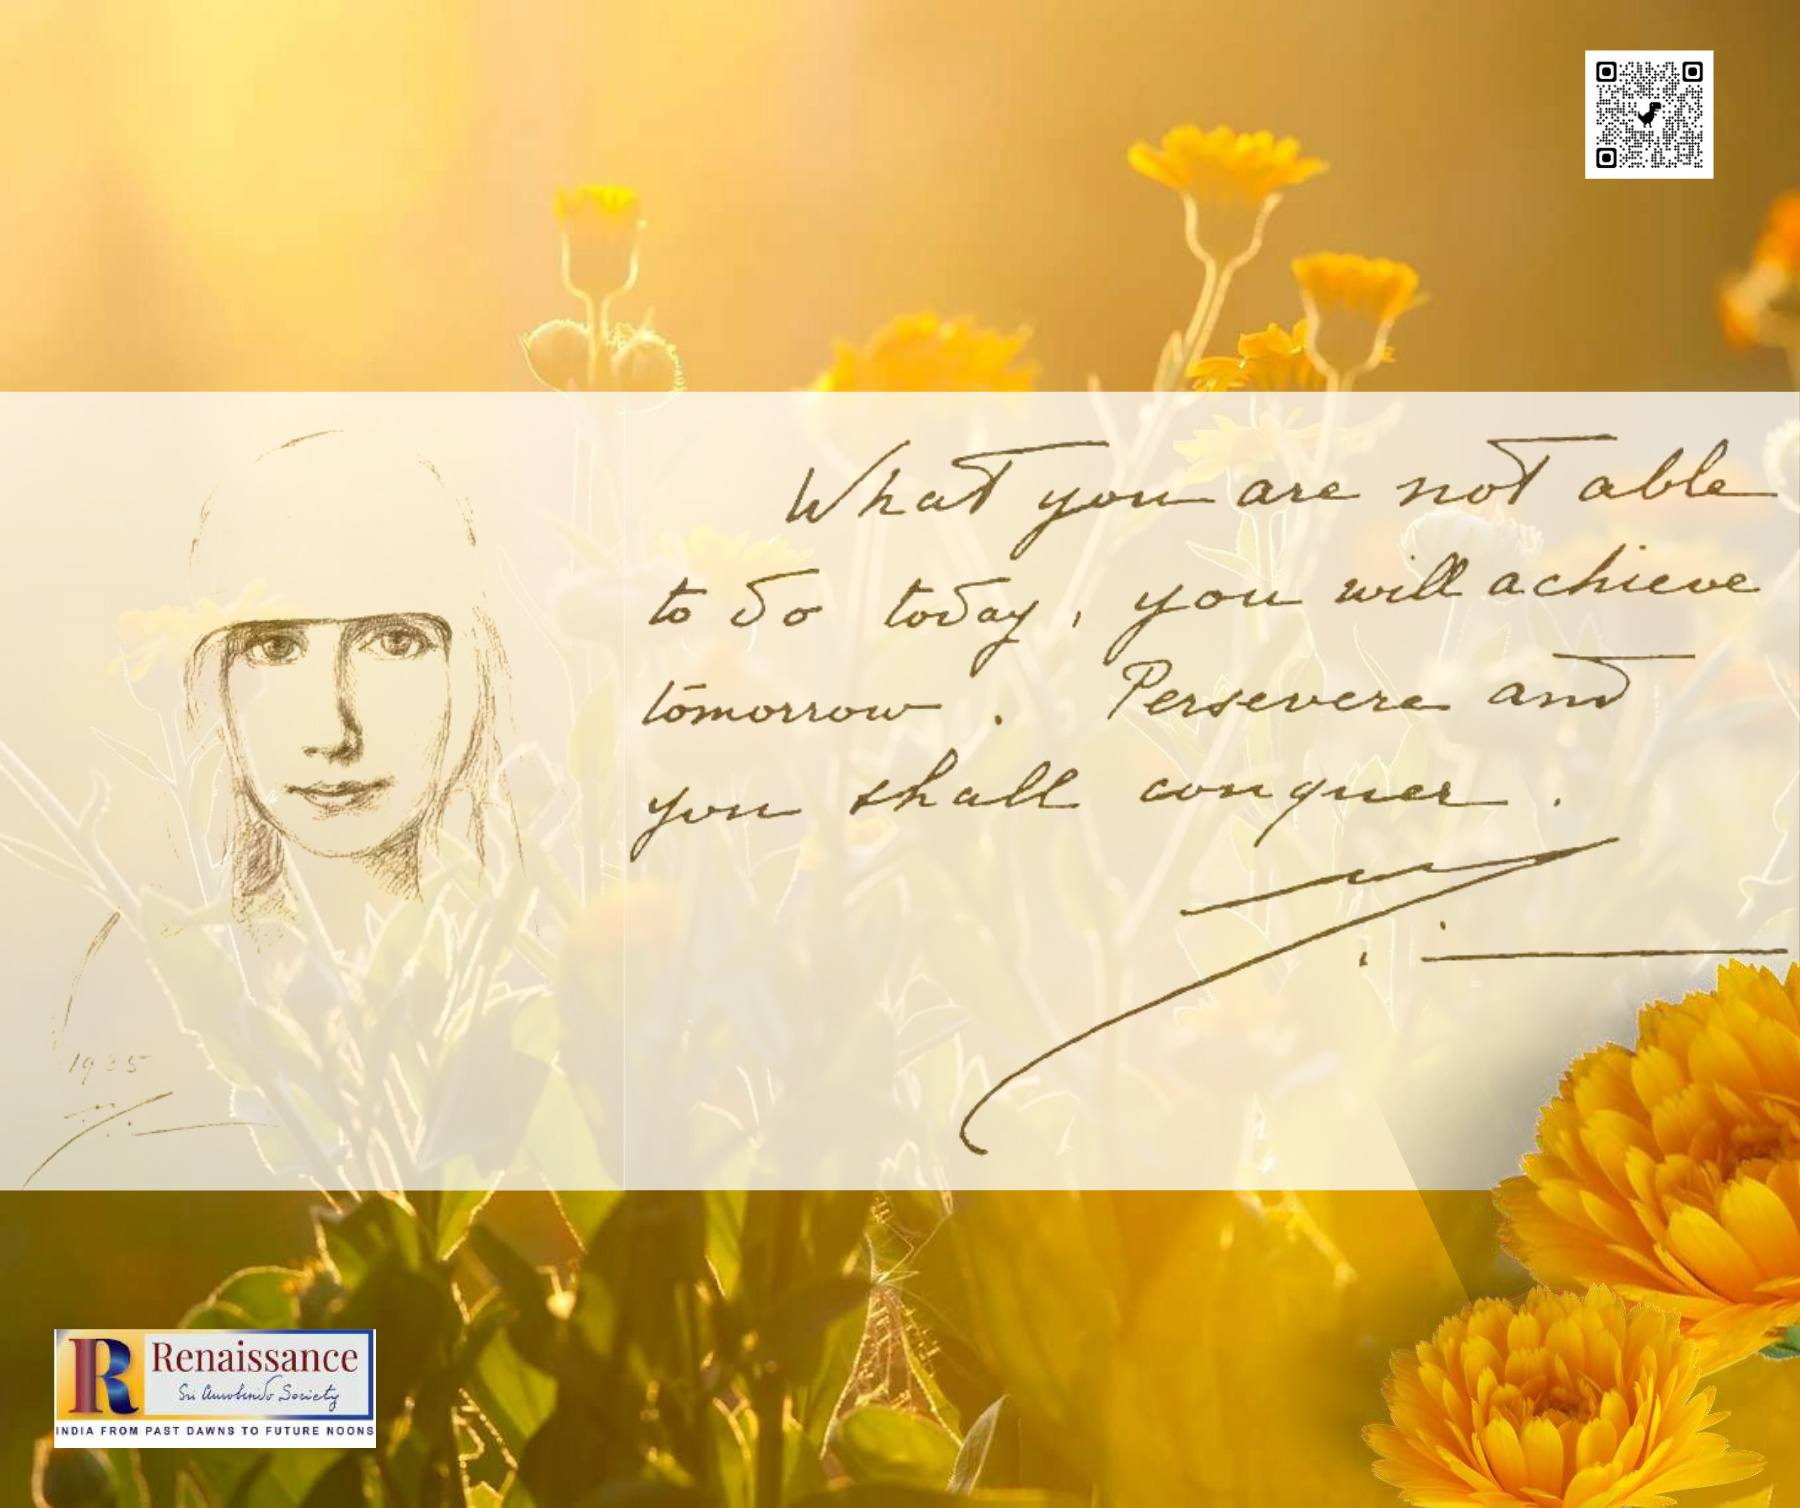 What you are not able
to do today, you will achieve
tomorrow. Persevere and
you shall conquer.
1935
Renaissance
Sri Aurobindo Society
INDIA FROM PAST DAWNS TO FUTURE NOONS